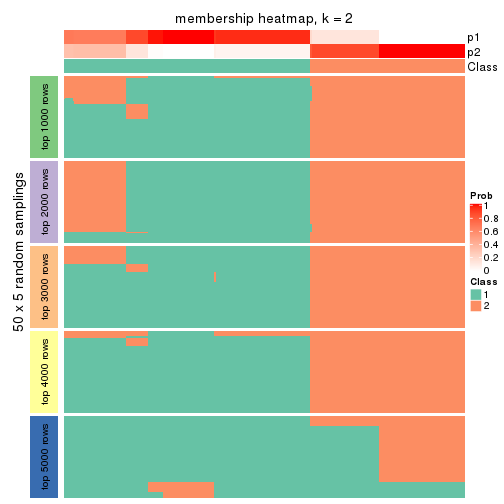 membership heatmap, k = 2
p1
p2
Class
50 x 5 random samplings
top 1000 rows
top 2000 rows
top 3000 rows
top 4000 rows
top 5000 rows
Prob
1
0.8
0.6
0.4
0.2
0
Class
1
2